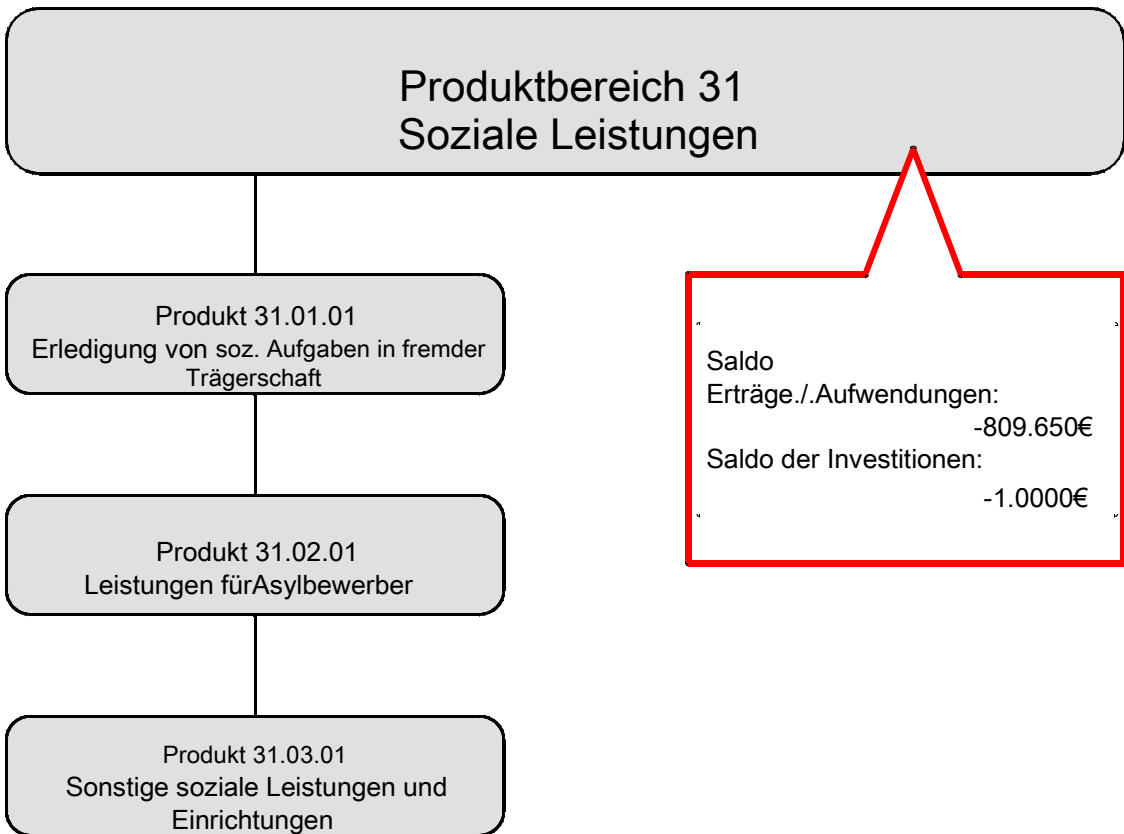 Produktbereich 31
Soziale Leistungen
Produkt 31.01.01
Erledigung von soz. Aufgaben in fremder
Trägerschaft
Saldo
Erträge./.Aufwendungen:
-809.650€
Saldo der Investitionen:
-1.0000€
Produkt 31.02.01
Leistungen fürAsylbewerber
Produkt 31.03.01
Sonstige soziale Leistungen und
Einrichtungen